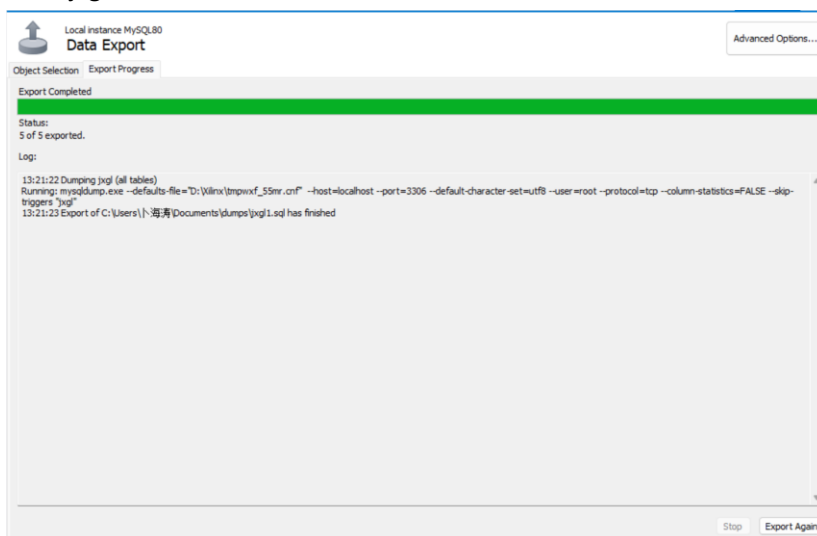 Local instance MySQL80
Data Export
Advanced Options...
Object Selection Export Progress
Export Completed
Status:
5 of 5 exported.
Log:
13:21:22 Dumping jxgl (all tables)
Running: mysqldump.exe --defaults-file="D:\Xilinx\tmpwxf_55mr.cnf" --host=localhost --port=3306 --default-character-set=utf8 --user=root --protocol=tcp --column-statistics=FALSE --skip-
triggers "jxgl"
13:21:23 Export of C:\Users\卜海涛\Documents\dumps\jxgl1.sql has finished
Stop Export Again